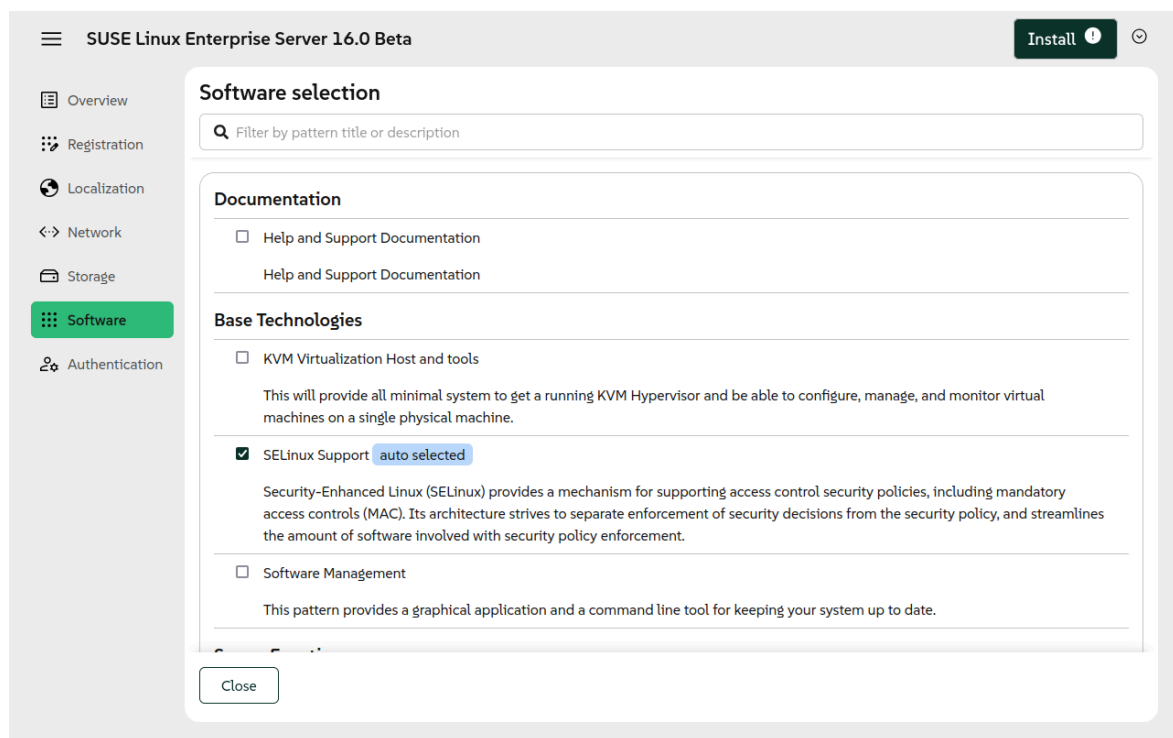 SUSE Linux Enterprise Server 16.0 Beta
Install
Overview
Registration
Localization
Network
Storage
Software
Authentication
Software selection
Filter by pattern title or description
Documentation
Help and Support Documentation
Help and Support Documentation
Base Technologies
KVM Virtualization Host and tools
This will provide all minimal system to get a running KVM Hypervisor and be able to configure, manage, and monitor virtual
machines on a single physical machine.
SELinux Support auto selected
Security-Enhanced Linux (SELinux) provides a mechanism for supporting access control security policies, including mandatory
access controls (MAC). Its architecture strives to separate enforcement of security decisions from the security policy, and streamlines
the amount of software involved with security policy enforcement.
Software Management
This pattern provides a graphical application and a command line tool for keeping your system up to date.
Close